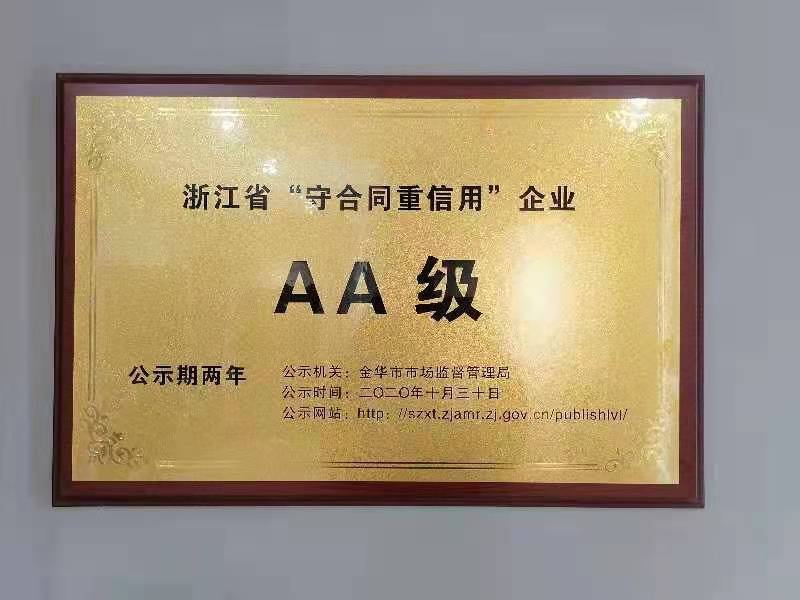 浙江省“守合同重信用”企业
AA级
公示期两年
公示机关：金华市市场监督管理局
公示时间：二〇二〇年十月三十日
公示网站：http：//szxt.zjamr.zj.gov.cn/publishlvl/